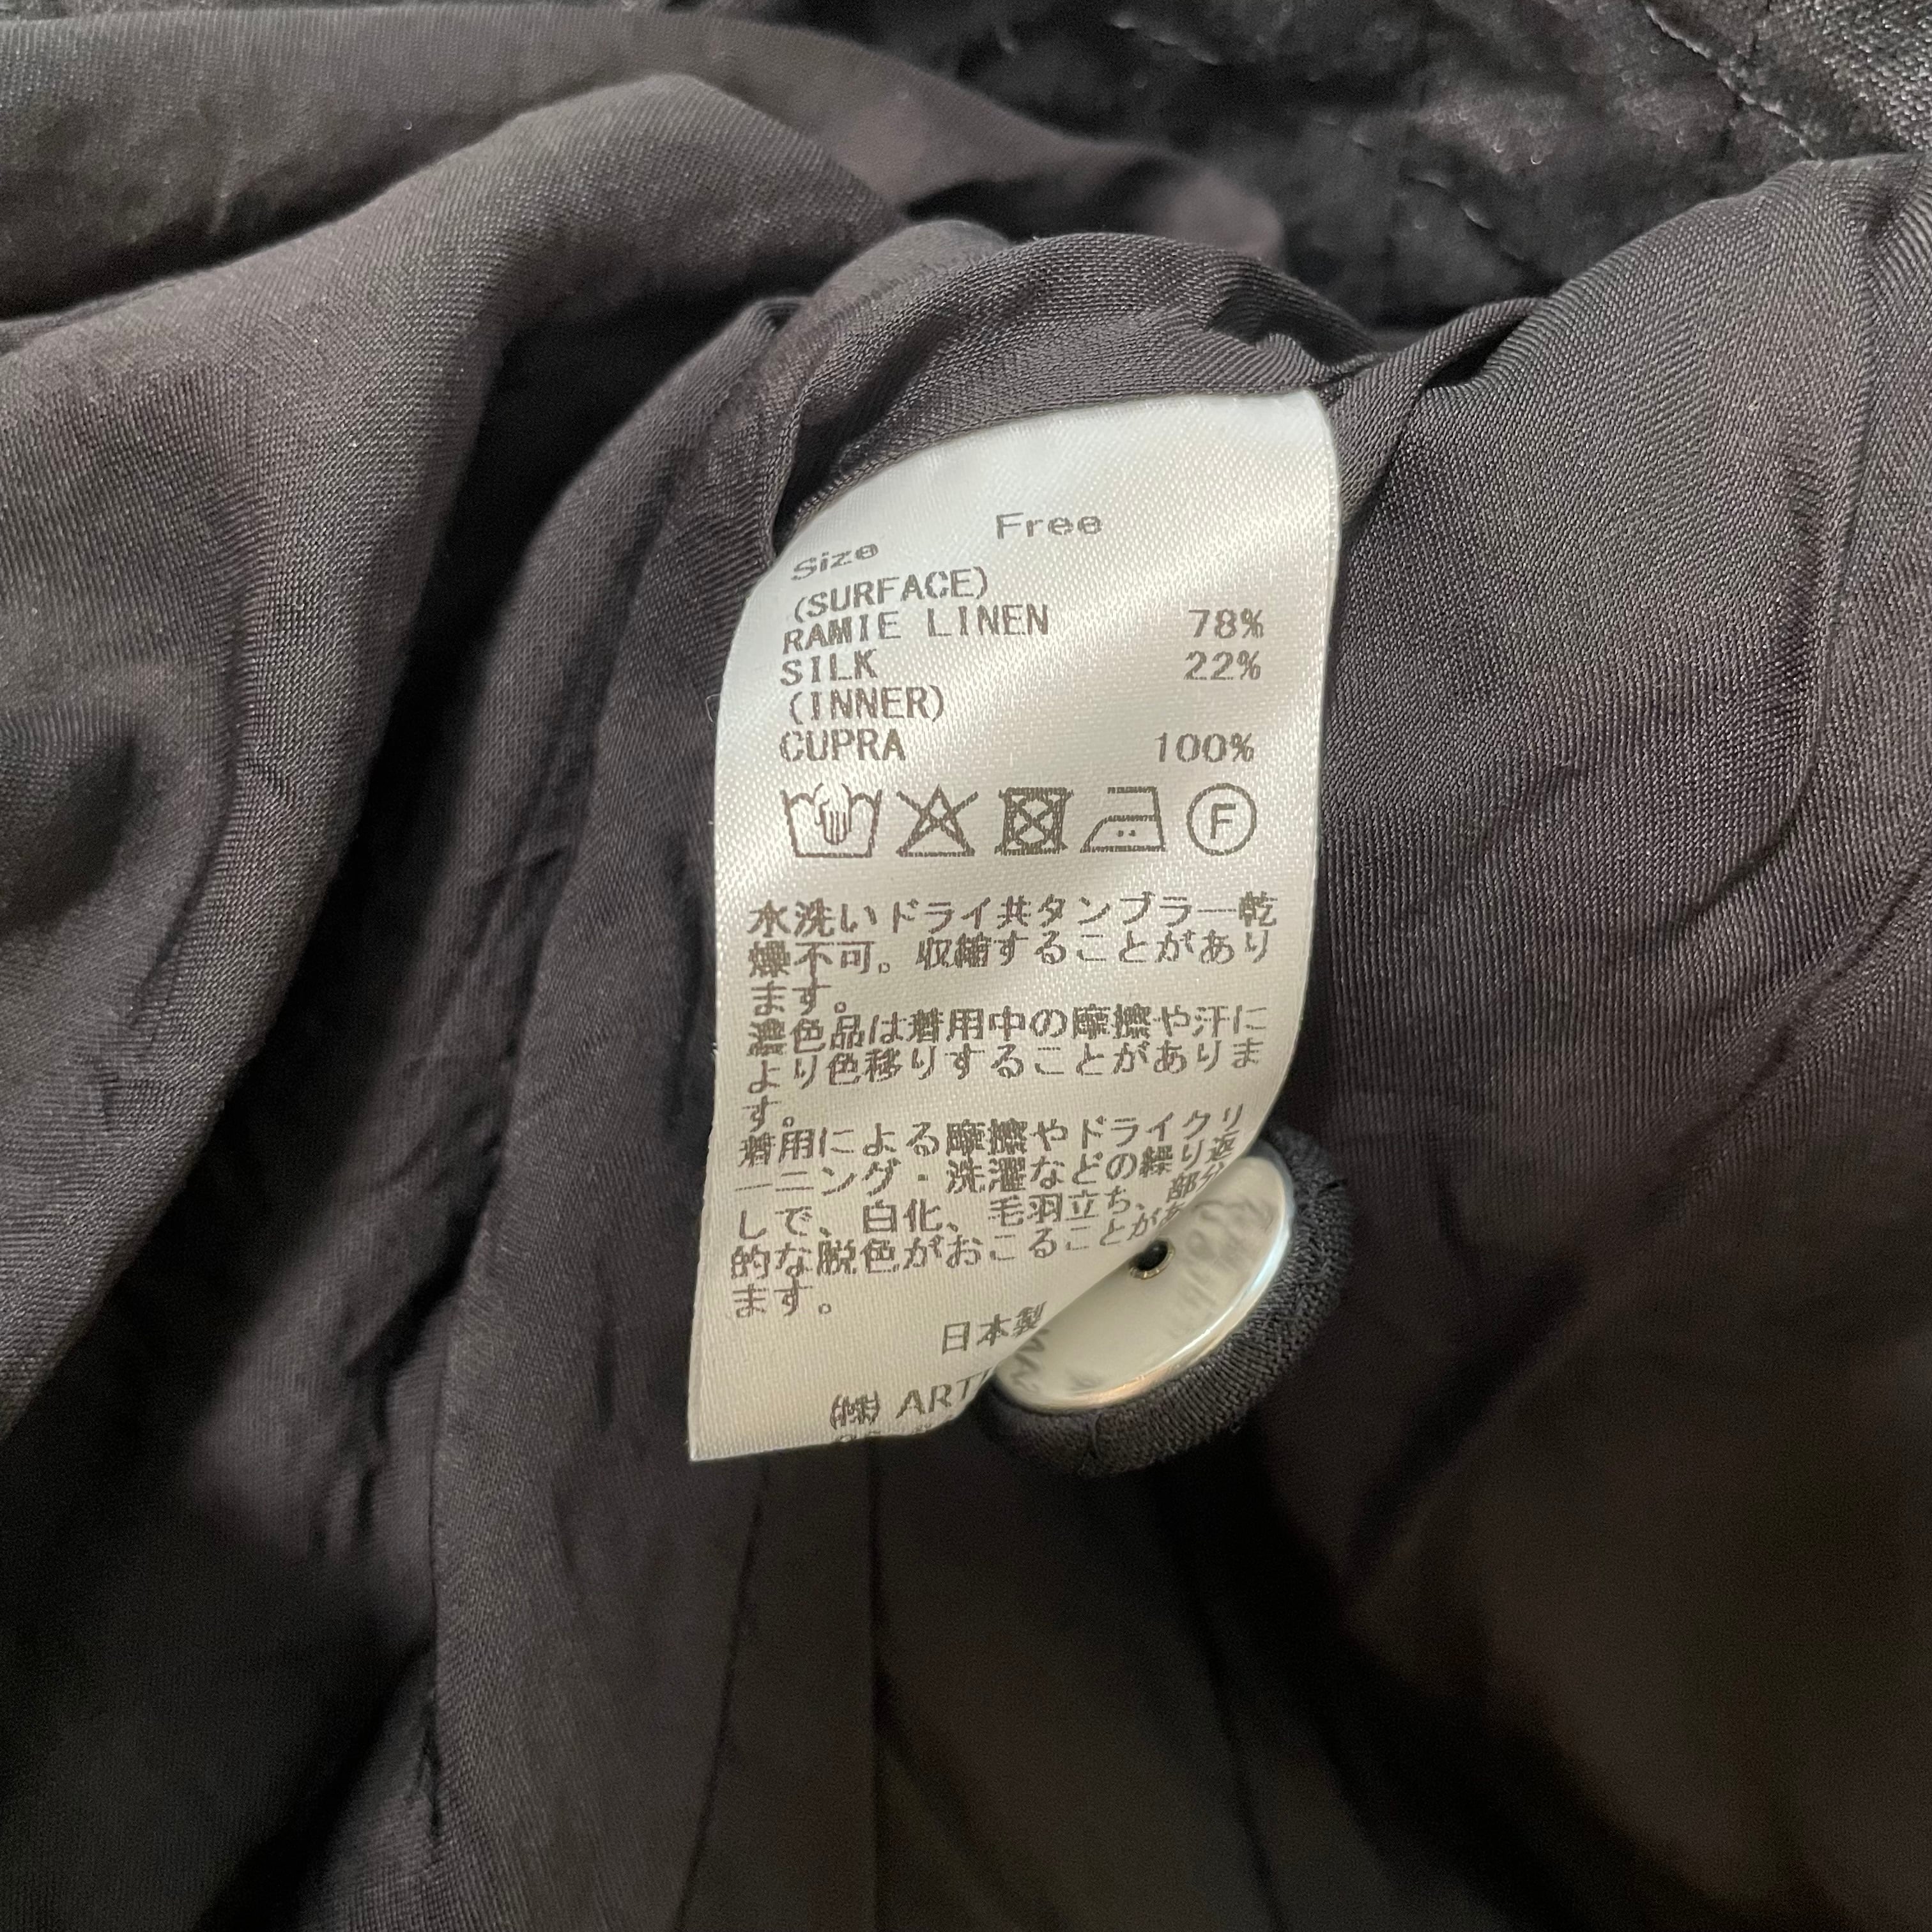 Size Free
(SURFACE)
RAMIE LINEN 78%
SILK 22%
(INNER)
CUPRA 100%
F
水洗いドライ共タンブラー乾
燥不可。収縮することがあり
ます。
濃色品は着用中の摩擦や汗に
より色移りすることがありま
す。
着用による摩擦やドライクリ
ーニング・洗濯などの繰り返
しで、白化、毛羽立ち、部分
的な脱色がおこることがあ
ます。
日本製
(株) ART